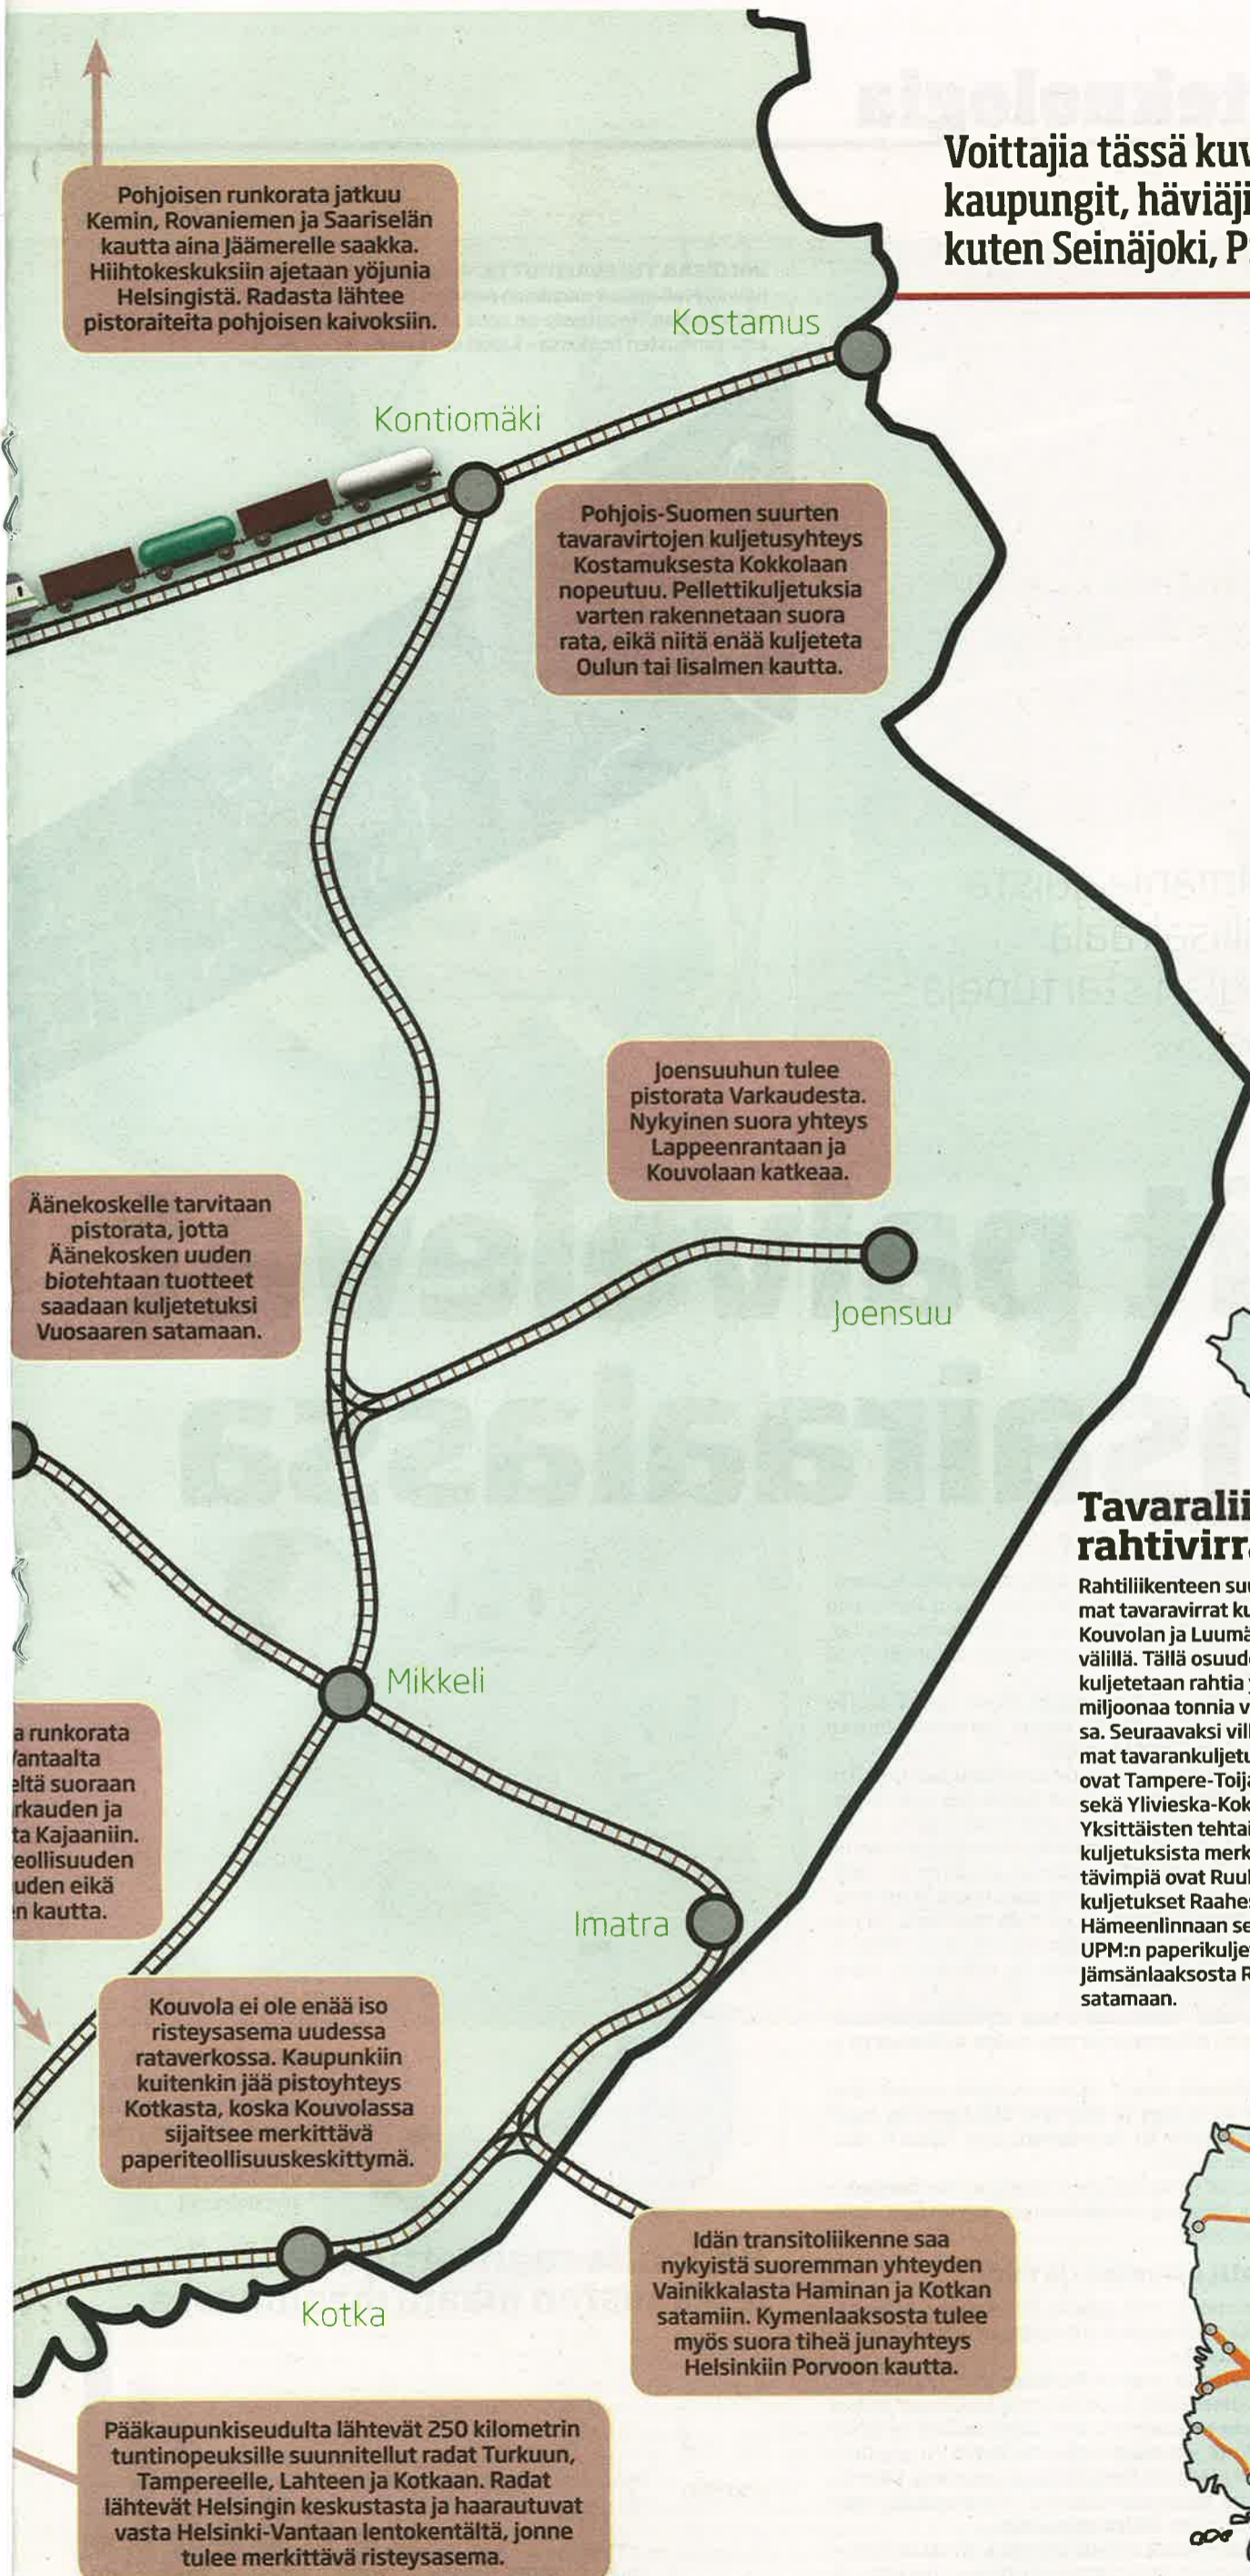 Voittajia tässä kuv
kaupungit, häviäji
kuten Seinäjoki, P
Pohjoisen runkorata jatkuu
Kemin, Rovaniemen ja Saariselän
kautta aina Jäämerelle saakka.
Hiihtokeskuksiin ajetaan yöjunia
Helsingistä. Radasta lähtee
pistoraiteita pohjoisen kaivoksiin.
Kostamus
Kontiomäki
Pohjois-Suomen suurten
tavaravirtojen kuljetusyhteys
Kostamuksesta Kokkolaan
nopeutuu. Pellettikuljetuksia
varten rakennetaan suora
rata, eikä niitä enää kuljeteta
Oulun tai Iisalmen kautta.
Joensuuhun tulee
pistorata Varkaudesta.
Nykyinen suora yhteys
Lappeenrantaan ja
Kouvolaan katkeaa.
Äänekoskelle tarvitaan
pistorata, jotta
Äänekosken uuden
biotehtaan tuotteet
saadaan kuljetetuksi
Vuosaaren satamaan.
Joensuu
Mikkeli
a runkorata
Vantaalta
eltä suoraan
rkauden ja
ta Kajaaniin.
eollisuuden
uden eikä
n kautta.
Imatra
Kouvola ei ole enää iso
risteysasema uudessa
rataverkossa. Kaupunkiin
kuitenkin jää pistoyhteys
Kotkasta, koska Kouvolassa
sijaitsee merkittävä
paperiteollisuuskeskittymä.
Kotka
Idän transitoliikenne saa
nykyistä suoremman yhteyden
Vainikkalasta Haminan ja Kotkan
satamiin. Kymenlaaksosta tulee
myös suora tiheä junayhteys
Helsinkiin Porvoon kautta.
Pääkaupunkiseudulta lähtevät 250 kilometrin
tuntinopeuksille suunnitellut radat Turkuun,
Tampereelle, Lahteen ja Kotkaan. Radat
lähtevät Helsingin keskustasta ja haarautuvat
vasta Helsinki-Vantaan lentokentältä, jonne
tulee merkittävä risteysasema.
Tavaralii
rahtivirra
Rahtiliikenteen suu
mat tavaravirrat ku
Kouvolan ja Luumä
välillä. Tällä osuude
kuljetetaan rahtia y
miljoonaa tonnia v
sa. Seuraavaksi vil
mat tavarankuljetu
ovat Tampere-Toija
sekä Ylivieska-Kok
Yksittäisten tehtai
kuljetuksista merk
tävimpiä ovat Ruuk
kuljetukset Raahes
Hämeenlinnaan se
UPM:n paperikuljet
Jämsänlaaksosta R
satamaan.